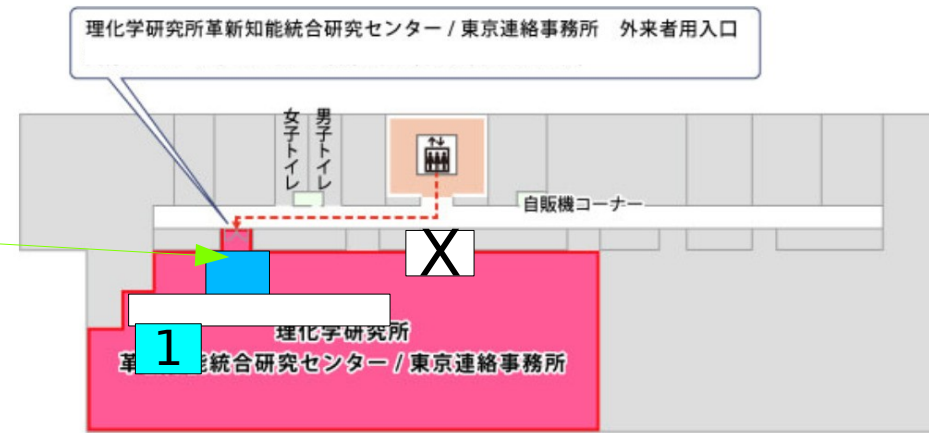 理化学研究所革新知能統合研究センター / 東京連絡事務所　外来者用入口
女子トイレ
男子トイレ
自販機コーナー
X
理化学研究所
1
革 統合研究センター / 東京連絡事務所